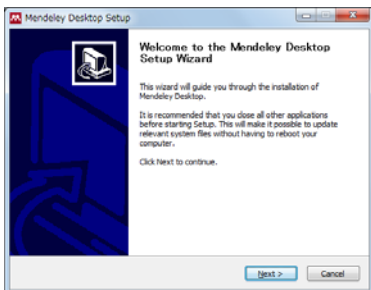 Mendeley Desktop Setup
Welcome to the Mendeley Desktop
Setup Wizard
This wizard will guide you through the installation of
Mendeley Desktop.
It is recommended that you close all other applications
before starting Setup. This will make it possible to update
relevant system files without having to reboot your
computer.
Click Next to continue.
Next >
Cancel